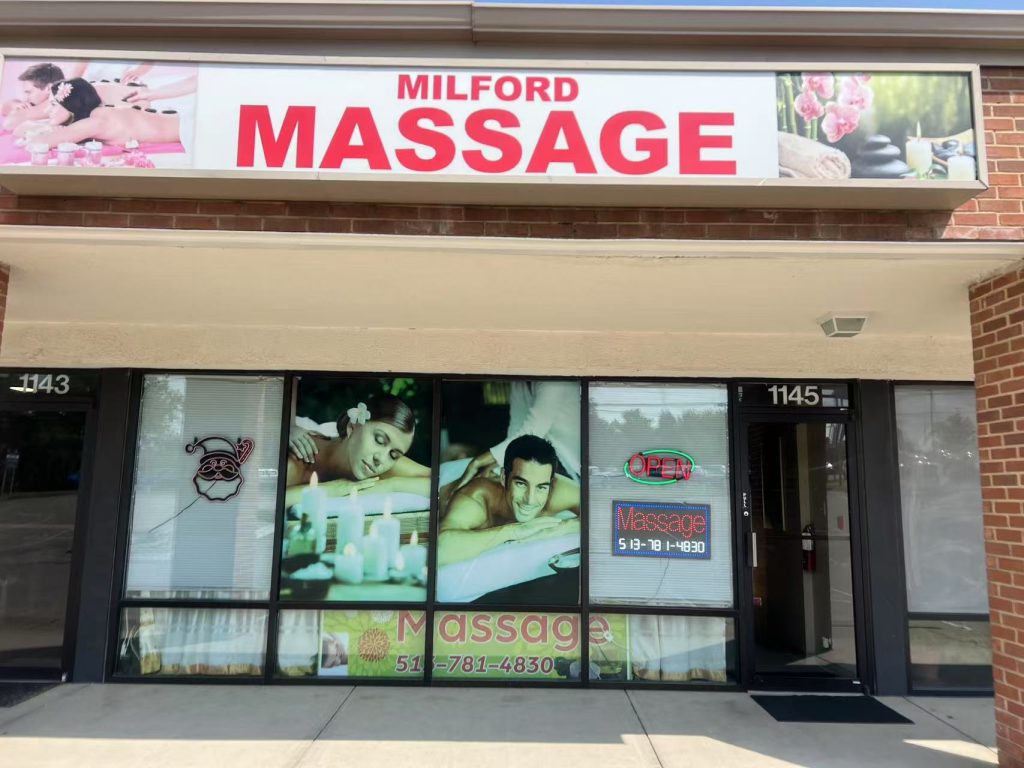 MILFORD
MASSAGE
1143
1145
OPEN
Massage
513-781-4830
Massage
513-781-4830